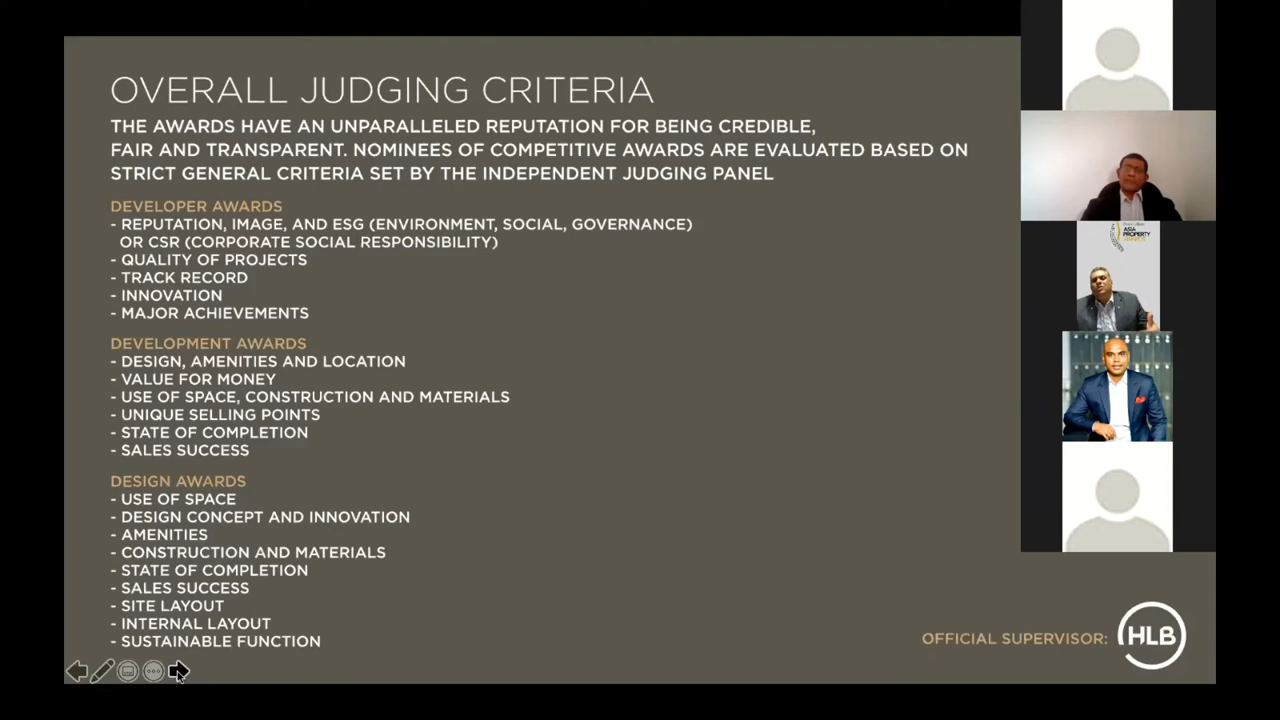 OVERALL JUDGING CRITERIA
THE AWARDS HAVE AN UNPARALLELED REPUTATION FOR BEING CREDIBLE,
FAIR AND TRANSPARENT. NOMINEES OF COMPETITIVE AWARDS ARE EVALUATED BASED ON
STRICT GENERAL CRITERIA SET BY THE INDEPENDENT JUDGING PANEL
DEVELOPER AWARDS
- REPUTATION, IMAGE, AND ESG (ENVIRONMENT, SOCIAL, GOVERNANCE)
OR CSR (CORPORATE SOCIAL RESPONSIBILITY)
- QUALITY OF PROJECTS
- TRACK RECORD
- INNOVATION
- MAJOR ACHIEVEMENTS
DEVELOPMENT AWARDS
- DESIGN, AMENITIES AND LOCATION
- VALUE FOR MONEY
- USE OF SPACE, CONSTRUCTION AND MATERIALS
- UNIQUE SELLING POINTS
- STATE OF COMPLETION
- SALES SUCCESS
DESIGN AWARDS
- USE OF SPACE
- DESIGN CONCEPT AND INNOVATION
- AMENITIES
- CONSTRUCTION AND MATERIALS
- STATE OF COMPLETION
- SALES SUCCESS
- SITE LAYOUT
- INTERNAL LAYOUT
- SUSTAINABLE FUNCTION
ASIA
PROPERTY
AWARDS
OFFICIAL SUPERVISOR:
HLB